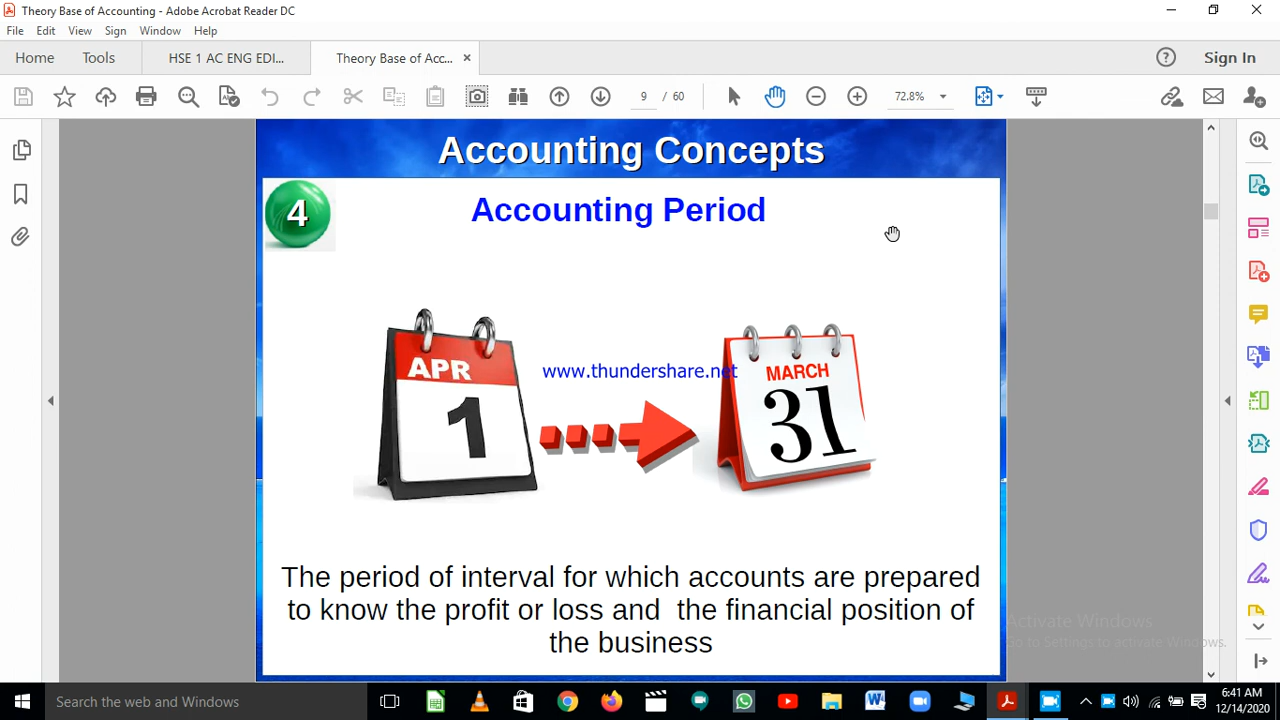 Theory Base of Accounting - Adobe Acrobat Reader DC
File Edit View Sign Window Help
Home Tools HSE 1 AC ENG EDI... Theory Base of Acc... × ? Sign In
9 / 60 72.8%
Accounting Concepts
4 Accounting Period
APR
1
www.thundershare.net
MARCH
31
The period of interval for which accounts are prepared
to know the profit or loss and the financial position of
the business
Activate Windows
Go to Settings to activate Windows.
Search the web and Windows
6:41 AM
12/14/2020